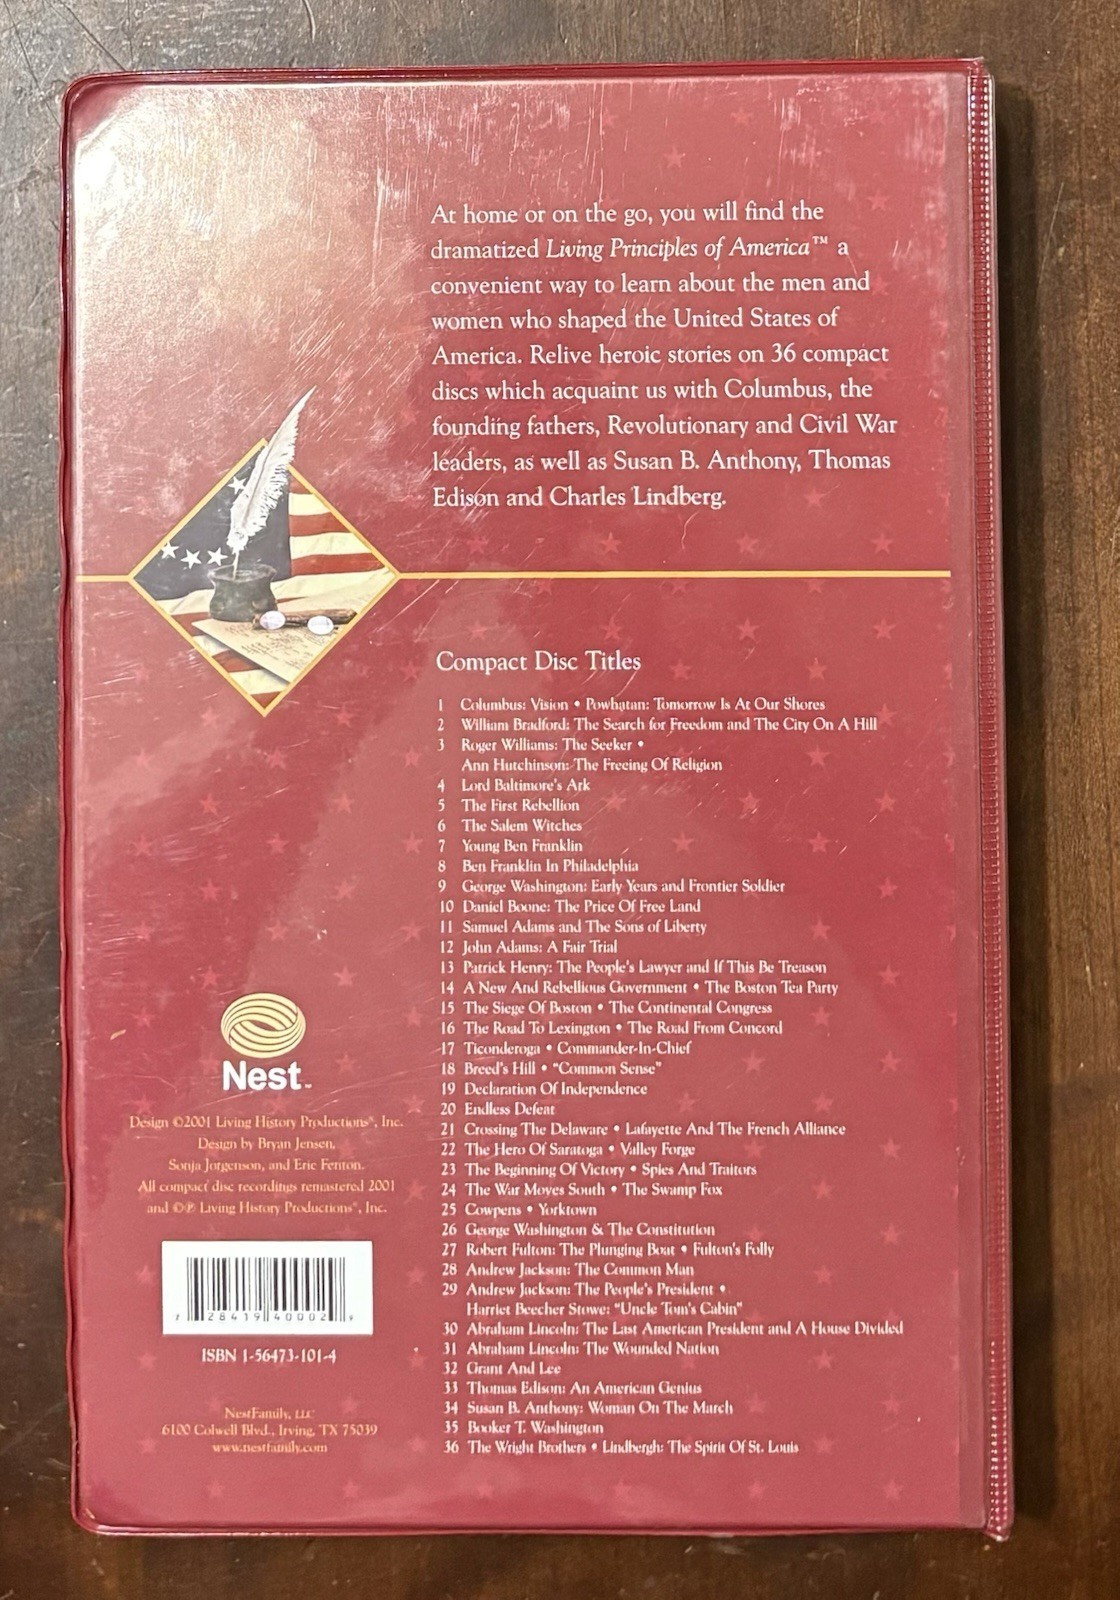 At home or on the go, you will find the
dramatized Living Principles of America™ a
convenient way to learn about the men and
women who shaped the United States of
America. Relive heroic stories on 36 compact
discs which acquaint us with Columbus, the
founding fathers, Revolutionary and Civil War
leaders, as well as Susan B. Anthony, Thomas
Edison and Charles Lindberg.
Compact Disc Titles
1 Columbus: Vision • Powhatan: Tomorrow Is At Our Shores
2 William Bradford: The Search for Freedom and The City On A Hill
3 Roger Williams: The Seeker •
Ann Hutchinson: The Freeing Of Religion
4 Lord Baltimore's Ark
5 The First Rebellion
6 The Salem Witches
7 Young Ben Franklin
8 Ben Franklin In Philadelphia
9 George Washington: Early Years and Frontier Soldier
10 Daniel Boone: The Price Of Free Land
11 Samuel Adams and The Sons of Liberty
12 John Adams: A Fair Trial
13 Patrick Henry: The People's Lawyer and If This Be Treason
14 A New And Rebellious Government • The Boston Tea Party
15 The Siege Of Boston • The Continental Congress
16 The Road To Lexington • The Road From Concord
17 Ticonderoga • Commander-In-Chief
18 Breed's Hill • "Common Sense"
19 Declaration Of Independence
20 Endless Defeat
21 Crossing The Delaware • Lafayette And The French Alliance
22 The Hero Of Saratoga • Valley Forge
23 The Beginning Of Victory • Spies And Traitors
24 The War Moves South • The Swamp Fox
25 Cowpens • Yorktown
26 George Washington & The Constitution
27 Robert Fulton: The Plunging Boat • Fulton's Folly
28 Andrew Jackson: The Common Man
29 Andrew Jackson: The People's President •
Harriet Beecher Stowe: "Uncle Tom's Cabin"
30 Abraham Lincoln: The Last American President and A House Divided
31 Abraham Lincoln: The Wounded Nation
32 Grant And Lee
33 Thomas Edison: An American Genius
34 Susan B. Anthony: Woman On The March
35 Booker T. Washington
36 The Wright Brothers • Lindbergh: The Spirit Of St. Louis
Nest™
Design ©2001 Living History Productions®, Inc.
Design by Bryan Jensen,
Sonja Jorgenson, and Eric Fenton.
All compact disc recordings remastered 2001
and ©℗ Living History Productions®, Inc.
7 28419 40002 9
ISBN 1-56473-101-4
NestFamily, LLC
6100 Colwell Blvd., Irving, TX 75039
www.nestfamily.com